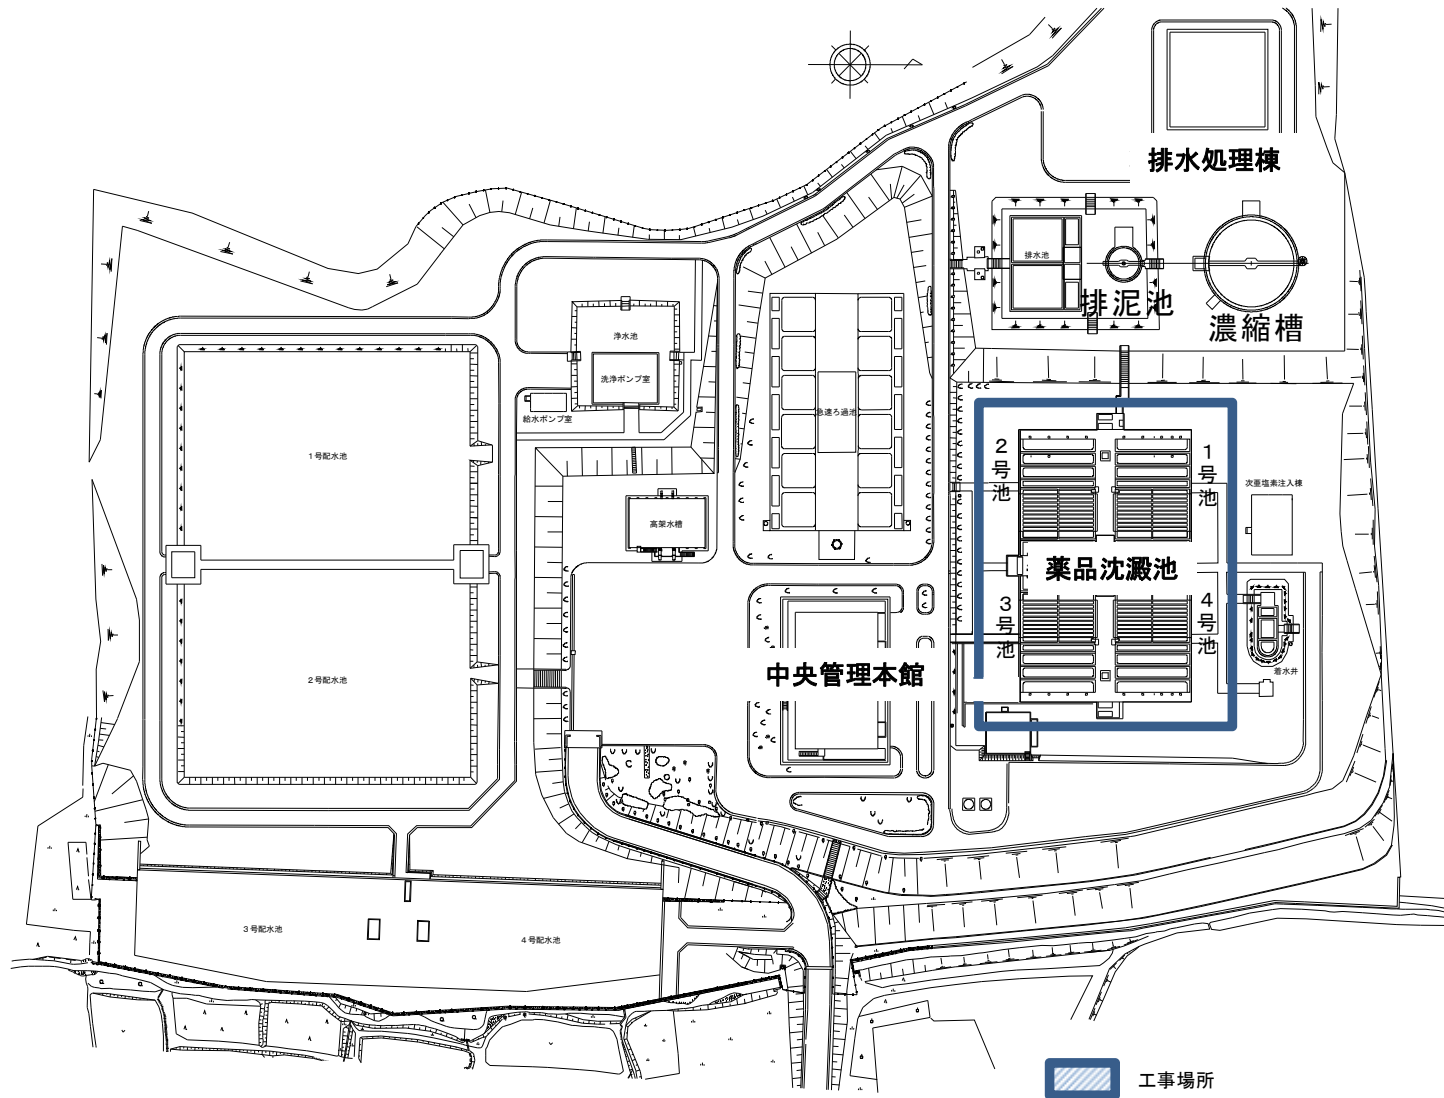 排水処理棟
排水池
排泥池
濃縮槽
浄水池
洗浄ポンプ室
給水ポンプ室
急速ろ過池
1号配水池
2号池
1号池
次亜塩素注入棟
高架水槽
薬品沈澱池
3号池
4号池
着水井
中央管理本館
2号配水池
3号配水池
4号配水池
工事場所